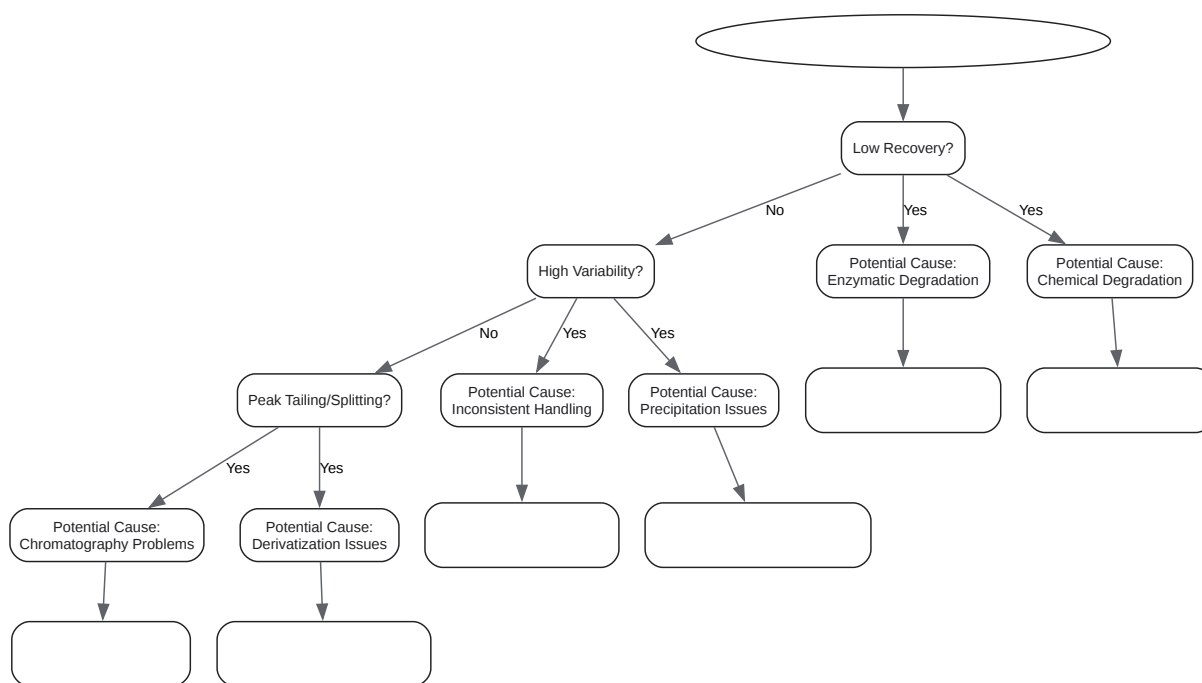 Low Recovery?
No
Yes
Yes
High Variability?
Potential Cause:
Enzymatic Degradation
Potential Cause:
Chemical Degradation
No
Yes
Yes
Peak Tailing/Splitting?
Potential Cause:
Inconsistent Handling
Potential Cause:
Precipitation Issues
Yes
Yes
Potential Cause:
Chromatography Problems
Potential Cause:
Derivatization Issues